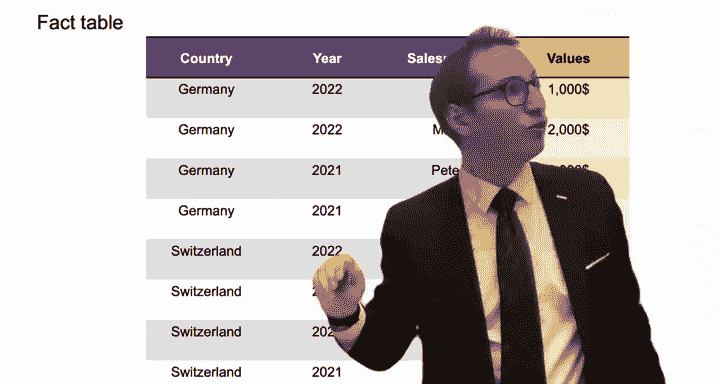 Fact table
Country Year Values
Germany 2022 1,000$
Germany 2022 2,000$
Germany 2021
Germany 2021
Switzerland 2022
Switzerland
Switzerland
Switzerland 2021